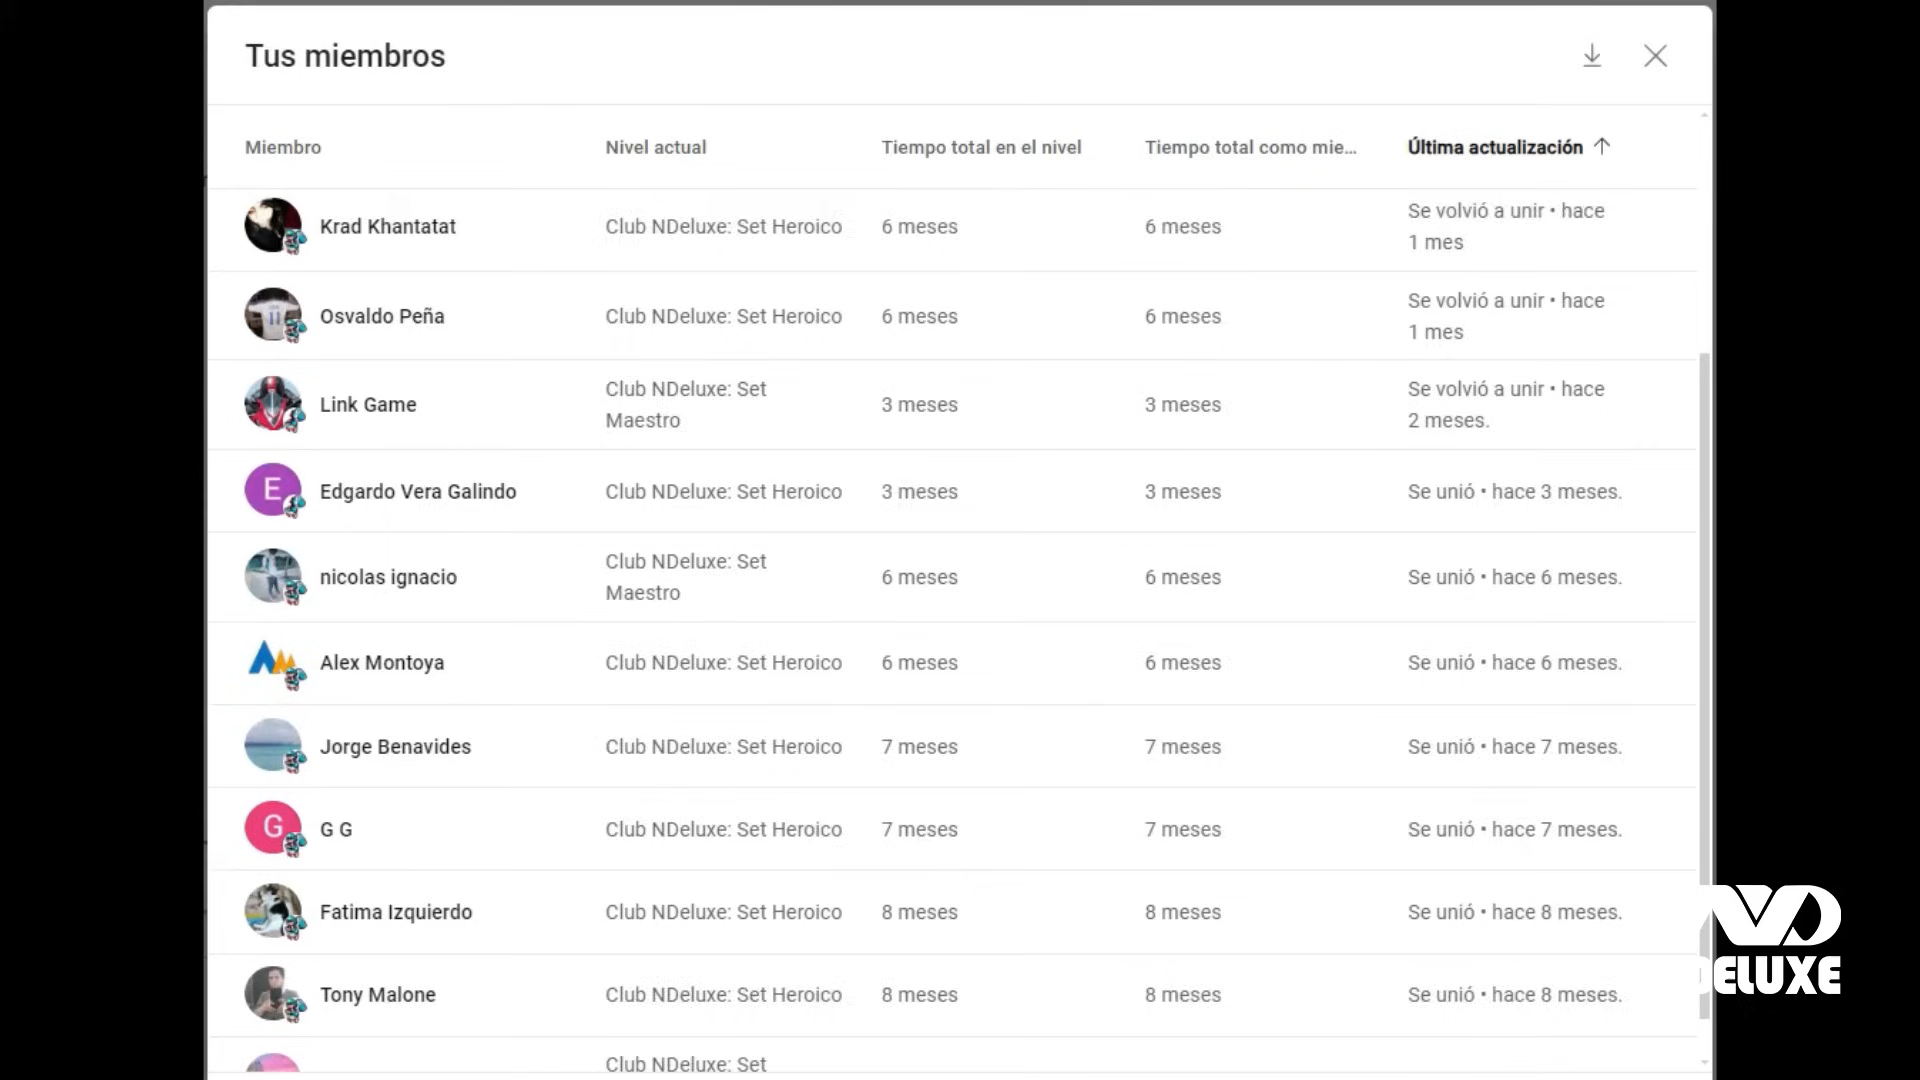 Tus miembros
Miembro Nivel actual Tiempo total en el nivel Tiempo total como mie... Última actualización
Krad Khantatat Club NDeluxe: Set Heroico 6 meses 6 meses Se volvió a unir • hace
1 mes
Osvaldo Peña Club NDeluxe: Set Heroico 6 meses 6 meses Se volvió a unir • hace
1 mes
11
Link Game Club NDeluxe: Set
Maestro 3 meses 3 meses Se volvió a unir • hace
2 meses.
E
Edgardo Vera Galindo Club NDeluxe: Set Heroico 3 meses 3 meses Se unió • hace 3 meses.
nicolas ignacio Club NDeluxe: Set
Maestro 6 meses 6 meses Se unió • hace 6 meses.
Alex Montoya Club NDeluxe: Set Heroico 6 meses 6 meses Se unió • hace 6 meses.
Jorge Benavides Club NDeluxe: Set Heroico 7 meses 7 meses Se unió • hace 7 meses.
G
G G Club NDeluxe: Set Heroico 7 meses 7 meses Se unió • hace 7 meses.
Fatima Izquierdo Club NDeluxe: Set Heroico 8 meses 8 meses Se unió • hace 8 meses.
Tony Malone Club NDeluxe: Set Heroico 8 meses 8 meses Se unió • hace 8 meses.
Club NDeluxe: Set
ND
DELUXE